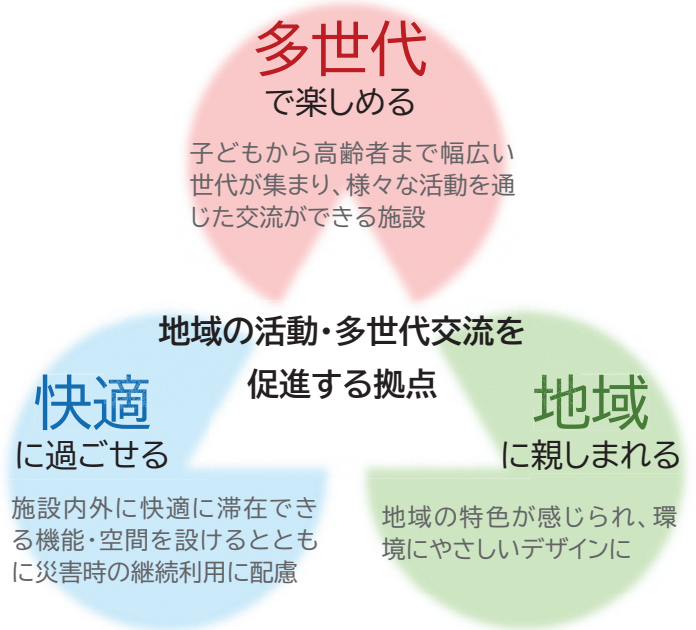 多世代
で楽しめる
子どもから高齢者まで幅広い
世代が集まり、様々な活動を通
じた交流ができる施設
地域の活動・多世代交流を
促進する拠点
快適
に過ごせる
施設内外に快適に滞在でき
る機能・空間を設けるととも
に災害時の継続利用に配慮
地域
に親しまれる
地域の特色が感じられ、環
境にやさしいデザインに